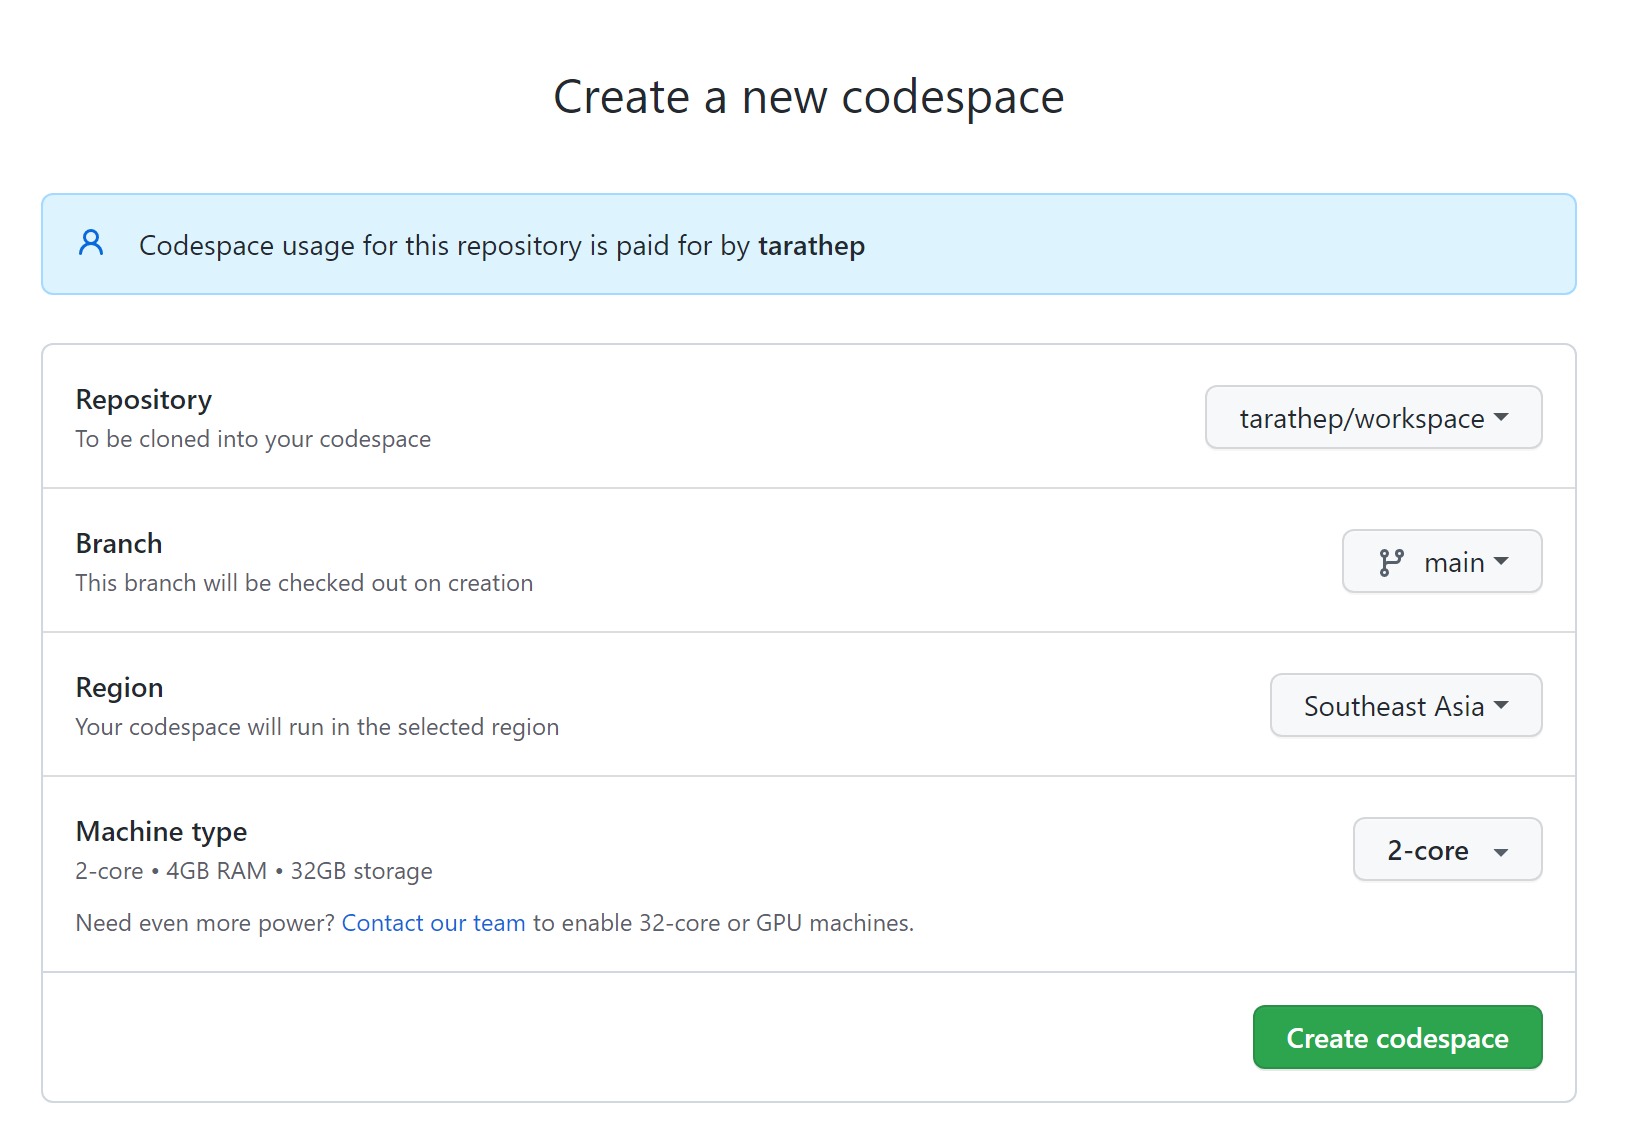 Create a new codespace
Codespace usage for this repository is paid for by tarathep
Repository
To be cloned into your codespace
tarathep/workspace
Branch
This branch will be checked out on creation
main
Region
Your codespace will run in the selected region
Southeast Asia
Machine type
2-core • 4GB RAM • 32GB storage
2-core
Need even more power? Contact our team to enable 32-core or GPU machines.
Create codespace